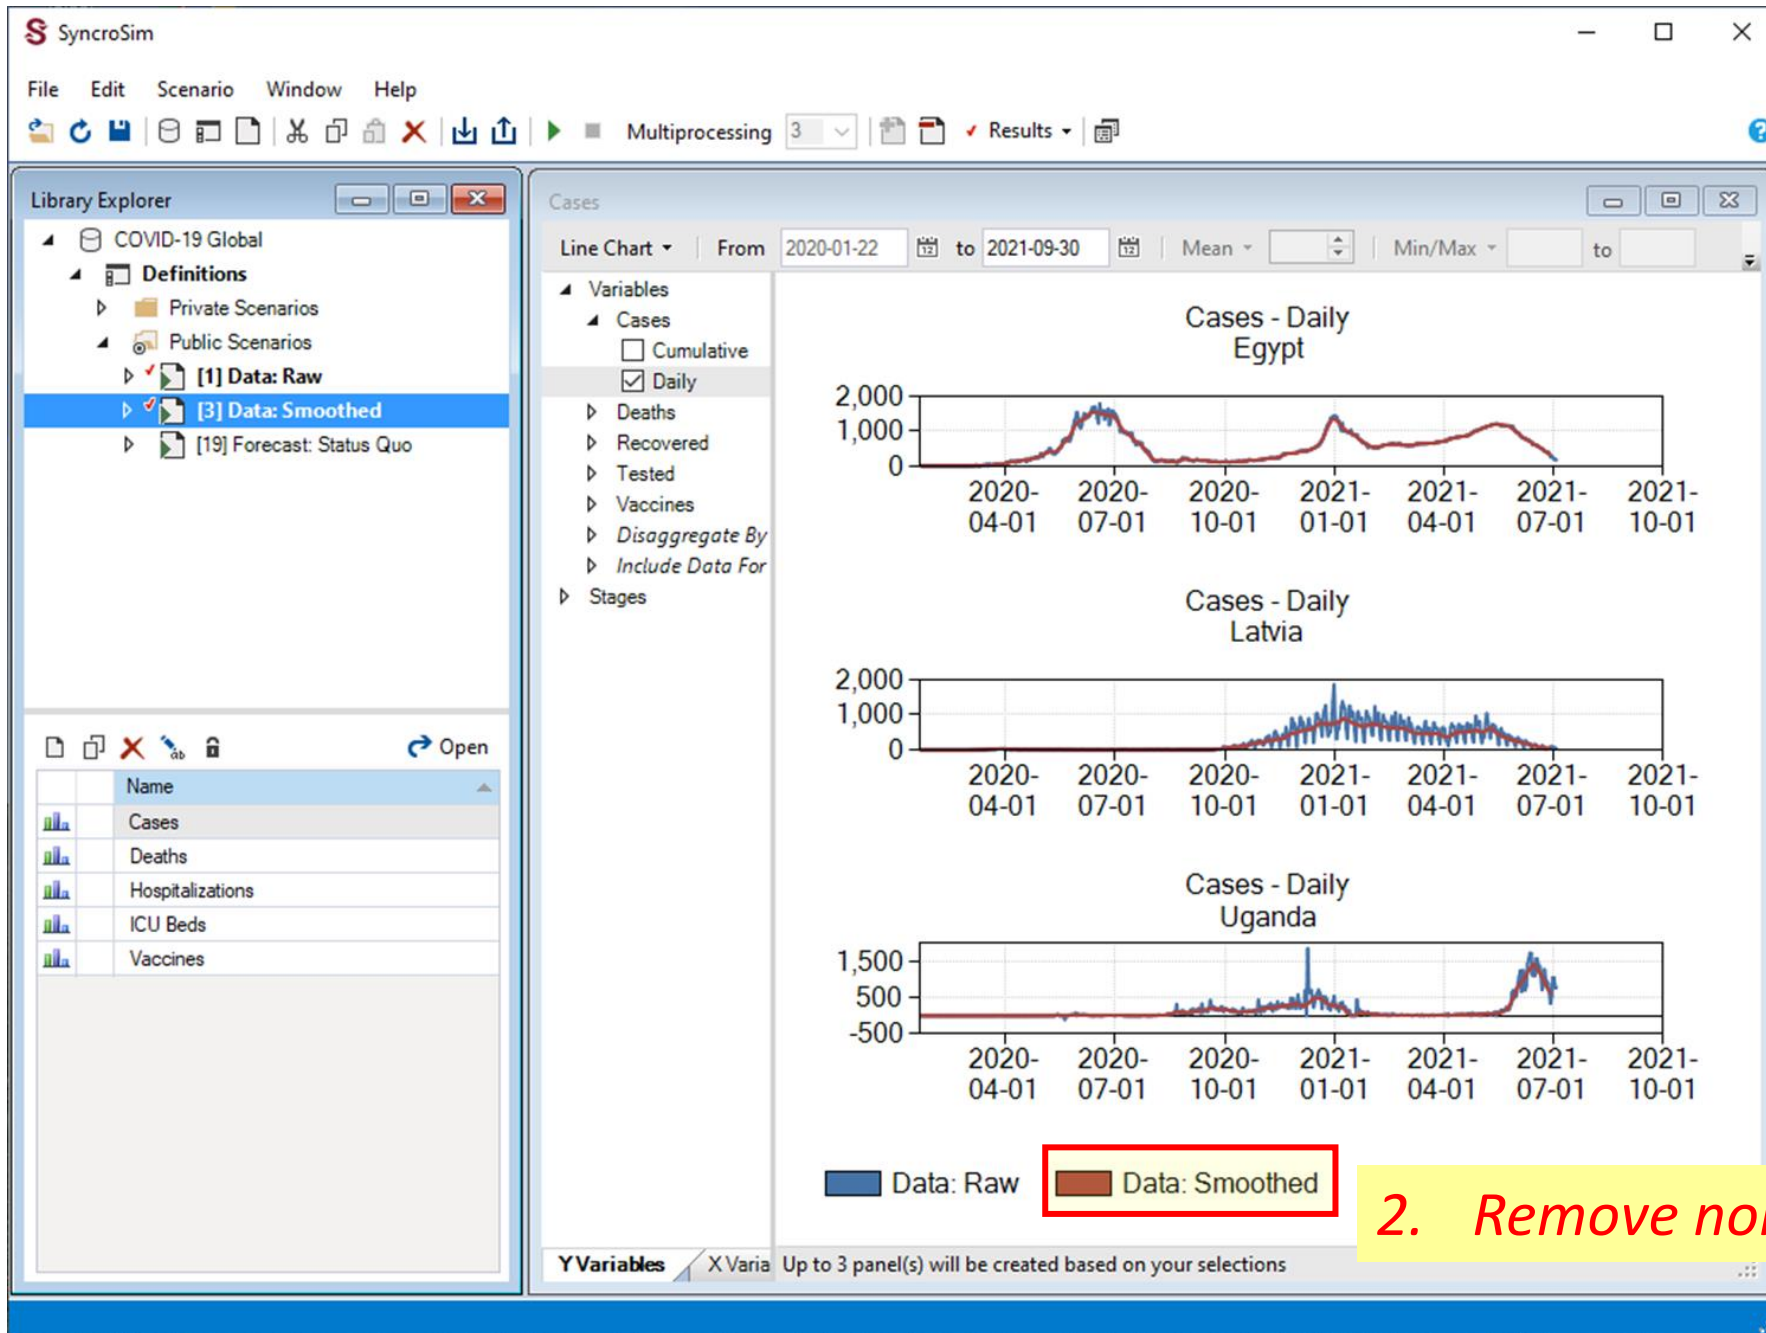 SyncroSim
File Edit Scenario Window Help
Multiprocessing 3 Results
Library Explorer
COVID-19 Global
Definitions
Private Scenarios
Public Scenarios
[1] Data: Raw
[3] Data: Smoothed
[19] Forecast: Status Quo
Open
Name
Cases
Deaths
Hospitalizations
ICU Beds
Vaccines
Cases
Line Chart From 2020-01-22 to 2021-09-30 Mean Min/Max to
Variables
Cases
Cumulative
Daily
Deaths
Recovered
Tested
Vaccines
Disaggregate By
Include Data For
Stages
Cases - Daily
Egypt
2,000
1,000
0
2020- 2020- 2020- 2021- 2021- 2021- 2021-
04-01 07-01 10-01 01-01 04-01 07-01 10-01
Cases - Daily
Latvia
2,000
1,000
0
2020- 2020- 2020- 2021- 2021- 2021- 2021-
04-01 07-01 10-01 01-01 04-01 07-01 10-01
Cases - Daily
Uganda
1,500
500
-500
2020- 2020- 2020- 2021- 2021- 2021- 2021-
04-01 07-01 10-01 01-01 04-01 07-01 10-01
Data: Raw Data: Smoothed
2. Remove
Y Variables X Varia Up to 3 panel(s) will be created based on your selections